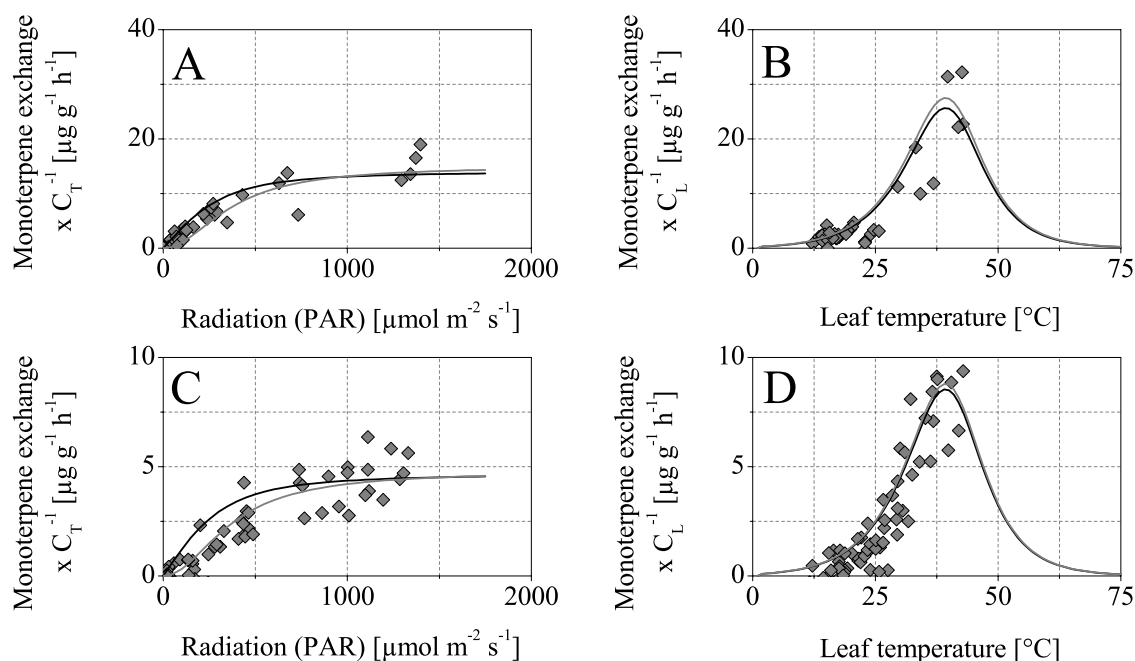 A
Monoterpene exchange
x C_T^-1 [µg g^-1 h^-1]
40
20
0
0 1000 2000
Radiation (PAR) [µmol m^-2 s^-1]
B
Monoterpene exchange
x C_L^-1 [µg g^-1 h^-1]
40
20
0
0 25 50 75
Leaf temperature [°C]
C
Monoterpene exchange
x C_T^-1 [µg g^-1 h^-1]
10
5
0
0 1000 2000
Radiation (PAR) [µmol m^-2 s^-1]
D
Monoterpene exchange
x C_L^-1 [µg g^-1 h^-1]
10
5
0
0 25 50 75
Leaf temperature [°C]